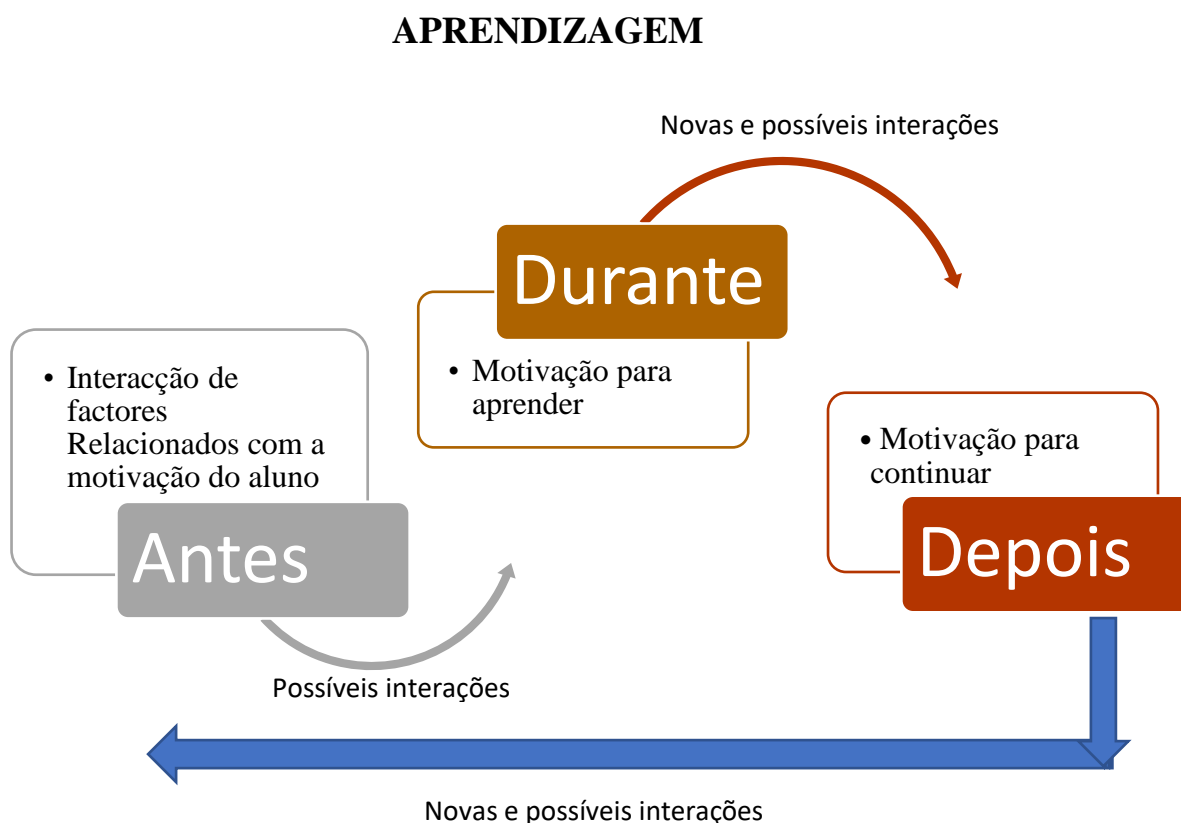 APRENDIZAGEM
Novas e possíveis interações
Durante
• Motivação para
aprender
• Interacção de
factores
Relacionados com a
motivação do aluno
Antes
• Motivação para
continuar
Depois
Possíveis interações
Novas e possíveis interações